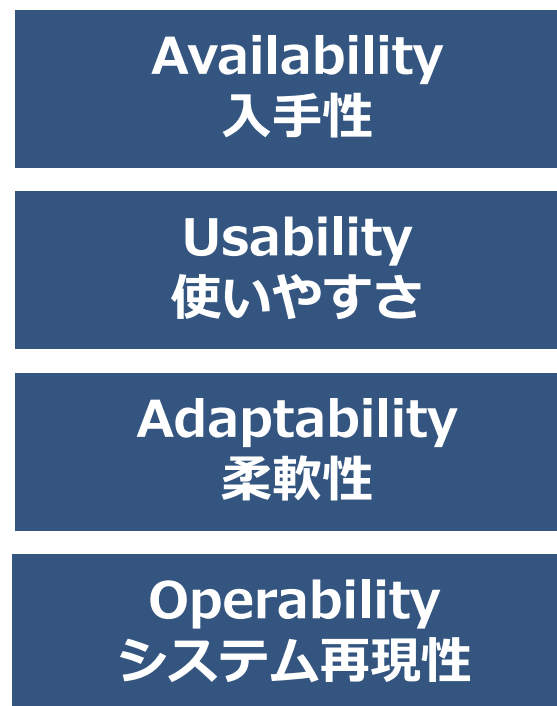 Availability
入手性
Usability
使いやすさ
Adaptability
柔軟性
Operability
システム再現性